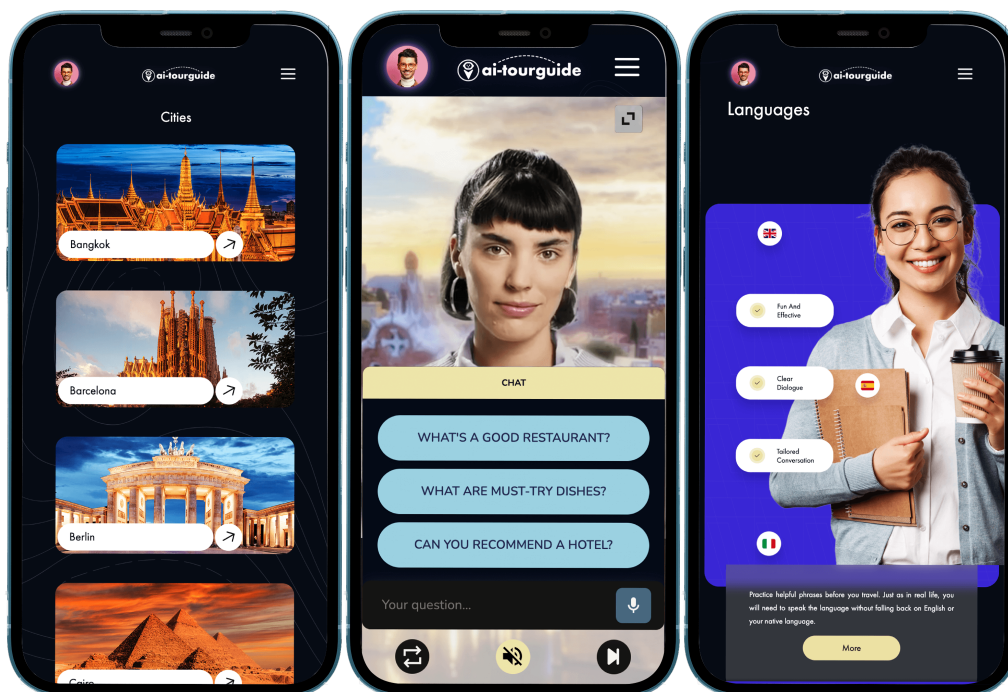 ai-tourguide
Cities
Bangkok
Barcelona
Berlin
Cairo
ai-tourguide
CHAT
WHAT'S A GOOD RESTAURANT?
WHAT ARE MUST-TRY DISHES?
CAN YOU RECOMMEND A HOTEL?
Your question...
ai-tourguide
Languages
Fun And
Effective
Clear
Dialogue
Tailored
Conversation
Practice helpful phrases before you travel. Just as in real life, you
will need to speak the language without falling back on English or
your native language.
More